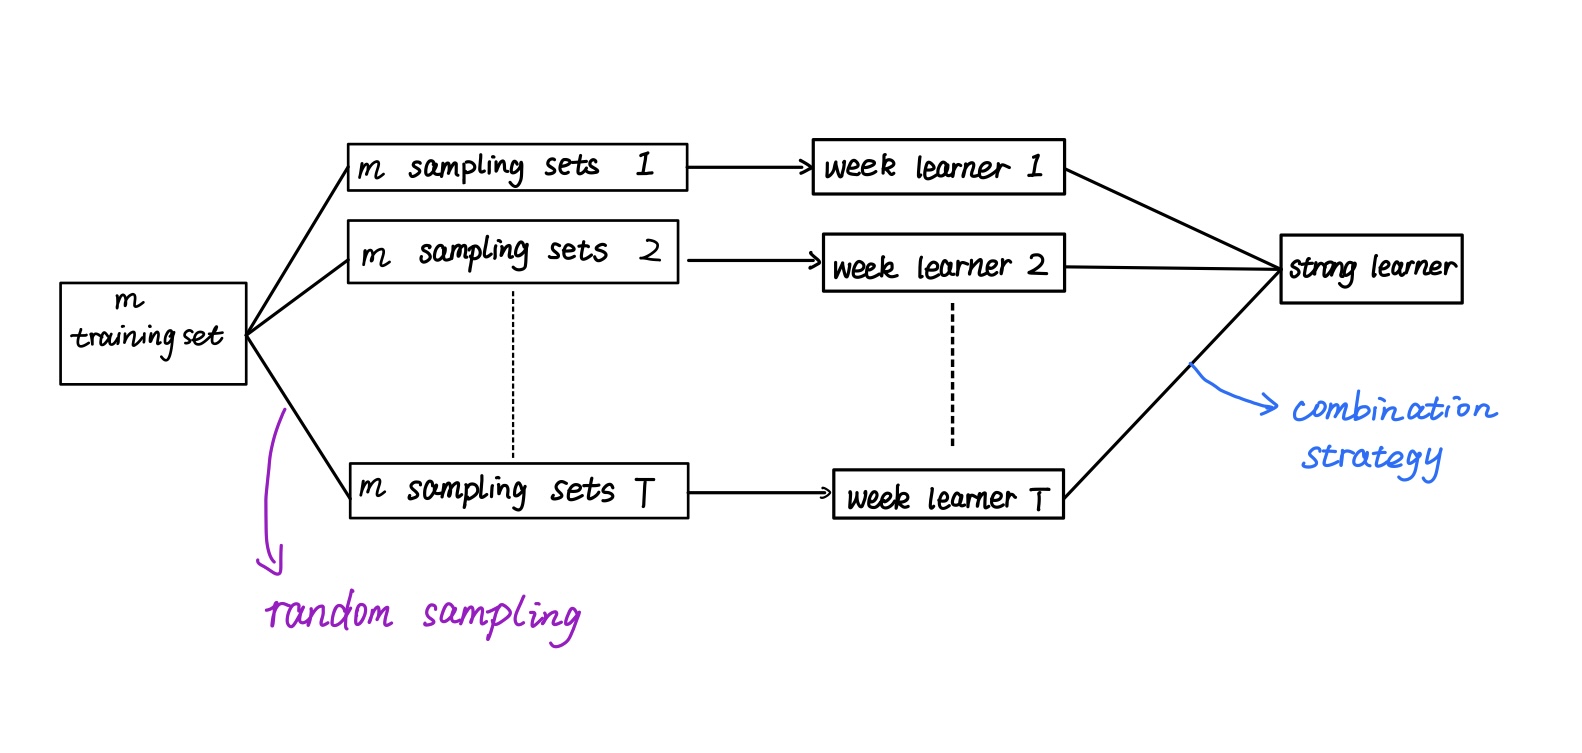 m sampling sets 1
week learner 1
m sampling sets 2
week learner 2
strong learner
m
training set
combination
strategy
m sampling sets T
week learner T
random sampling